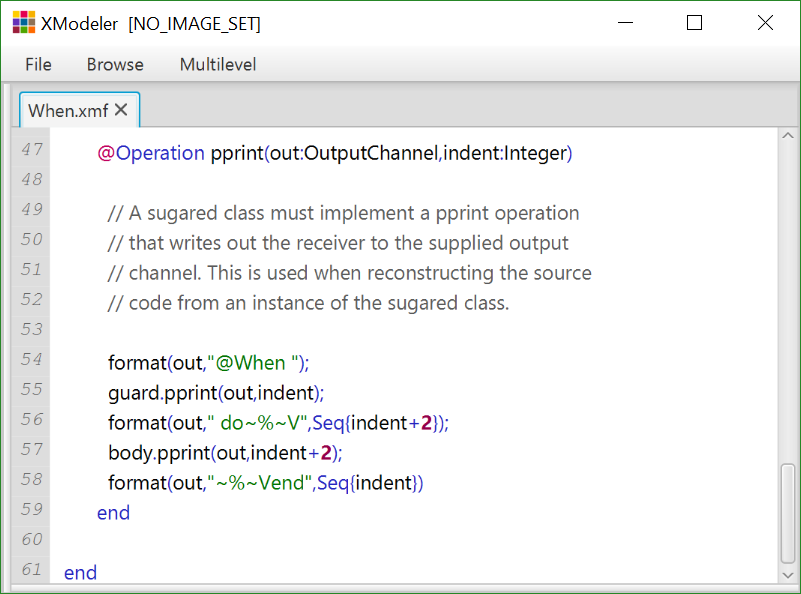 XModeler [NO_IMAGE_SET]
File Browse Multilevel
When.xmf
47 @Operation pprint(out:OutputChannel,indent:Integer)
48
49 // A sugared class must implement a pprint operation
50 // that writes out the receiver to the supplied output
51 // channel. This is used when reconstructing the source
52 // code from an instance of the sugared class.
53
54 format(out,"@When ");
55 guard.pprint(out,indent);
56 format(out," do~%~V",Seq{indent+2});
57 body.pprint(out,indent+2);
58 format(out,"~%~Vend",Seq{indent})
59 end
60
61 end